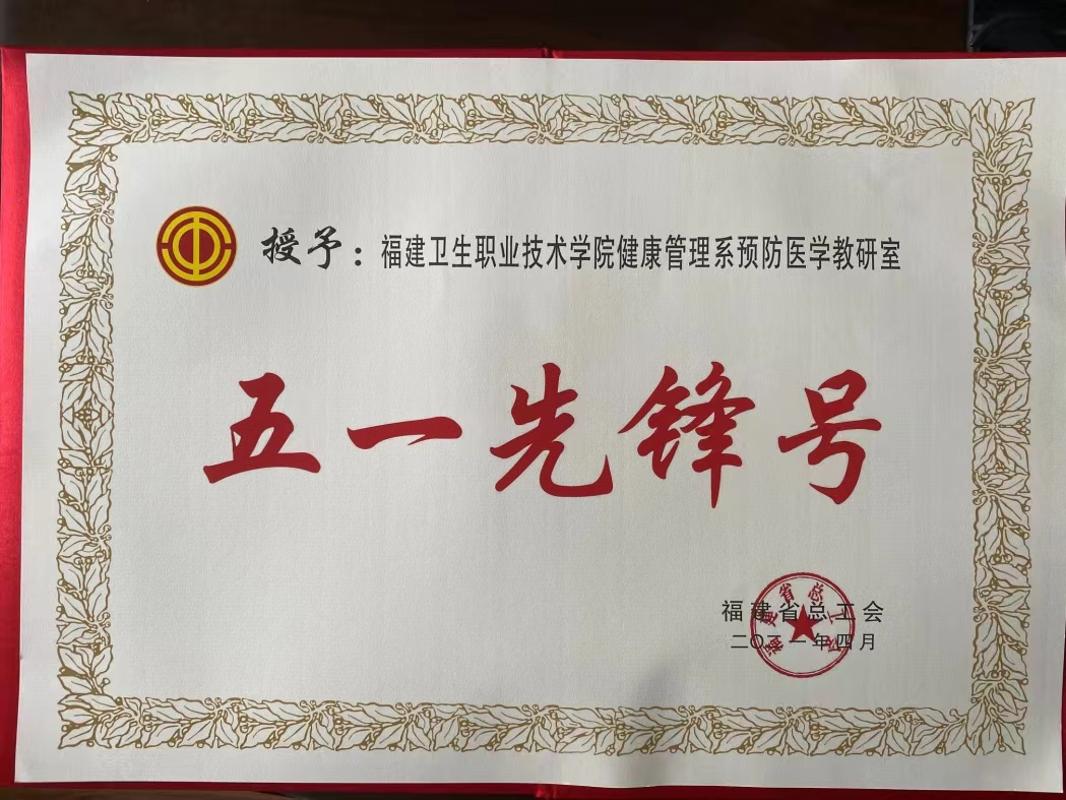 授予：福建卫生职业技术学院健康管理系预防医学教研室
五一先锋号
福建省总工会
二〇二一年四月